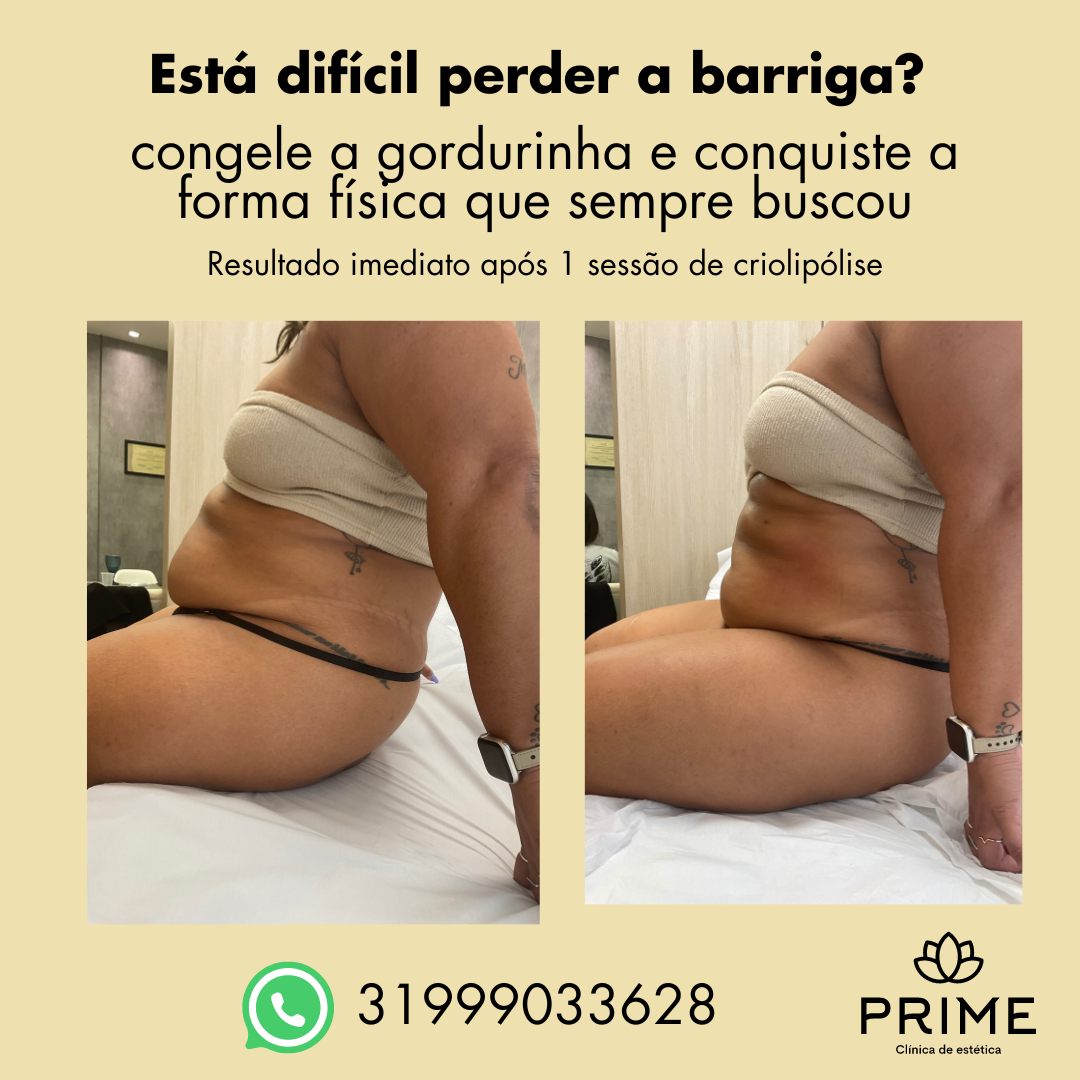 Está difícil perder a barriga?
congele a gordurinha e conquiste a
forma física que sempre buscou
Resultado imediato após 1 sessão de criolipólise
31999033628
PRIME
Clínica de estética